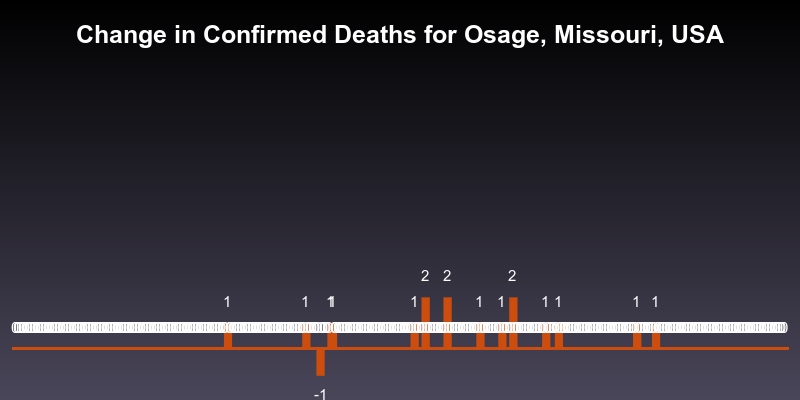 Change in Confirmed Deaths for Osage, Missouri, USA
2 2 2
1 1 1 1 1 1 1 1 1 1 1
-1